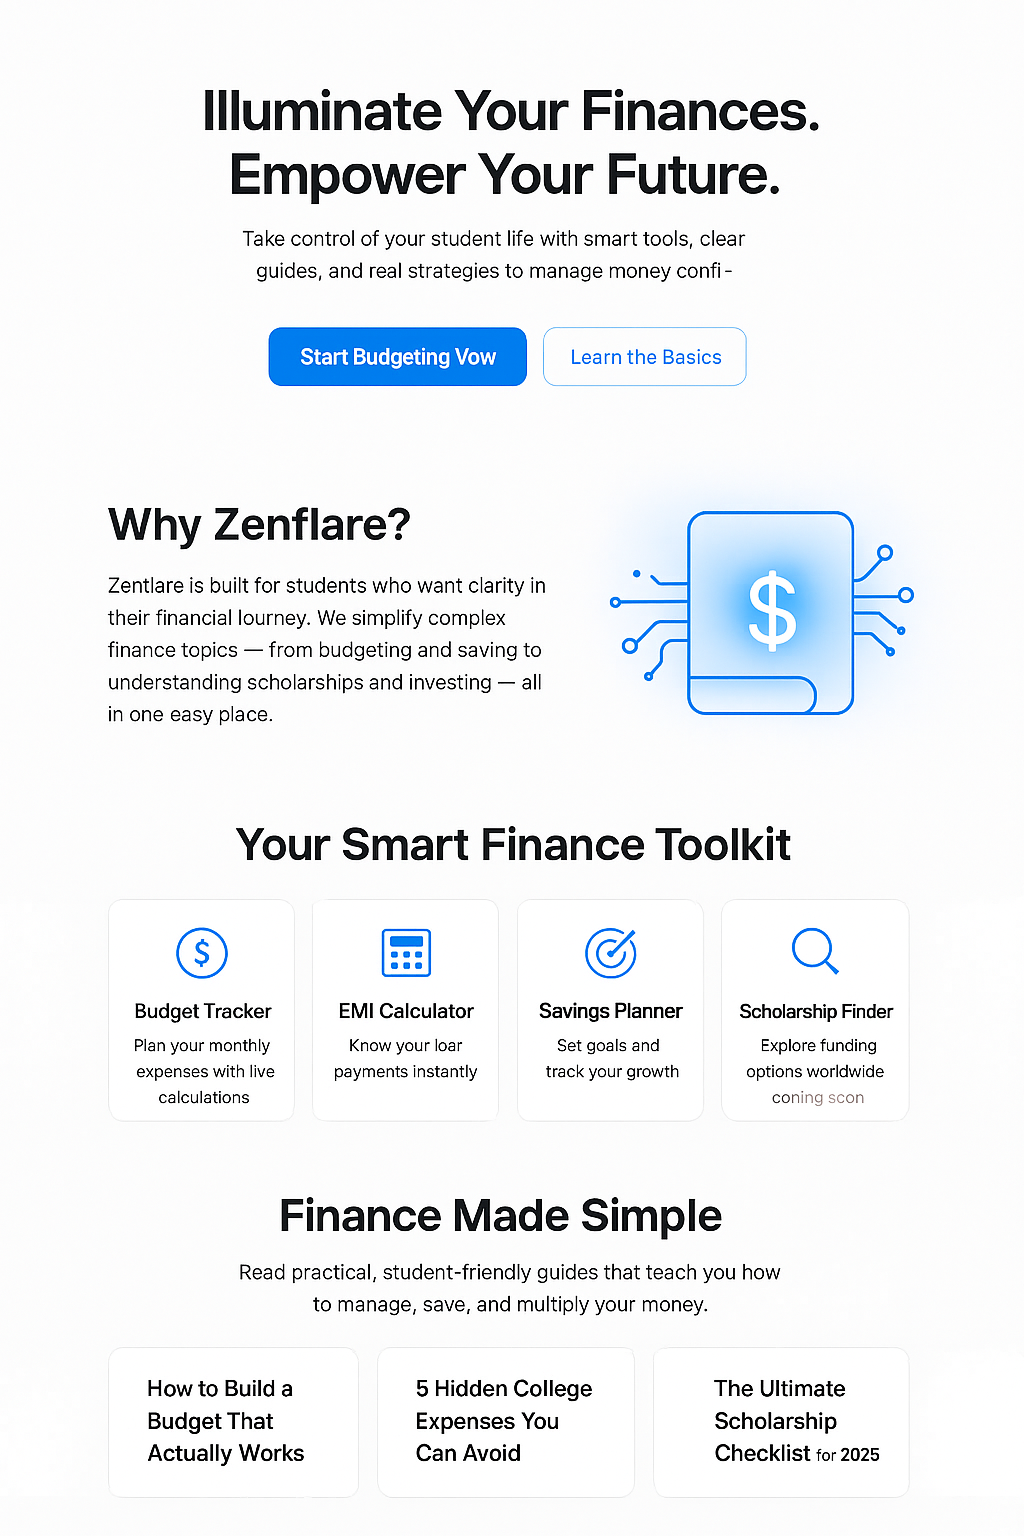 Illuminate Your Finances.
Empower Your Future.
Take control of your student life with smart tools, clear
guides, and real strategies to manage money confi-
Start Budgeting Vow
Learn the Basics
Why Zenflare?
Zentlare is built for students who want clarity in
their financial lourney. We simplify complex
finance topics — from budgeting and saving to
understanding scholarships and investing — all
in one easy place.
$
Your Smart Finance Toolkit
$
Budget Tracker
Plan your monthly
expenses with live
calculations
EMI Calculator
Know your loar
payments instantly
Savings Planner
Set goals and
track your growth
Scholarship Finder
Explore funding
options worldwide
coning scon
Finance Made Simple
Read practical, student-friendly guides that teach you how
to manage, save, and multiply your money.
How to Build a
Budget That
Actually Works
5 Hidden College
Expenses You
Can Avoid
The Ultimate
Scholarship
Checklist for 2025